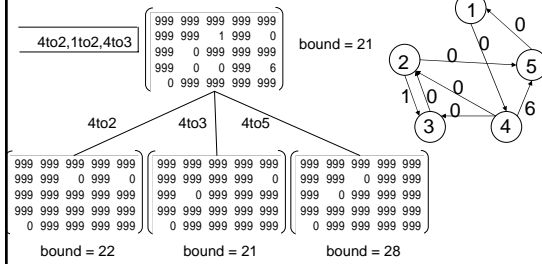 4to2,1to2,4to3
999 999 999 999 999
999 999 1 999 0
999 0 999 999 999
999 0 0 999 6
0 999 999 999 999
bound = 21
1
0
0
2
0
5
1
0
0
0
6
3
4
4to2
4to3
4to5
999 999 999 999 999
999 999 0 999 0
999 999 999 999 999
999 999 999 999 999
0 999 999 999 999
bound = 22
999 999 999 999 999
999 999 999 999 0
999 0 999 999 999
999 999 999 999 999
0 999 999 999 999
bound = 21
999 999 999 999 999
999 999 0 999 999
999 0 999 999 999
999 999 999 999 999
0 999 999 999 999
bound = 28